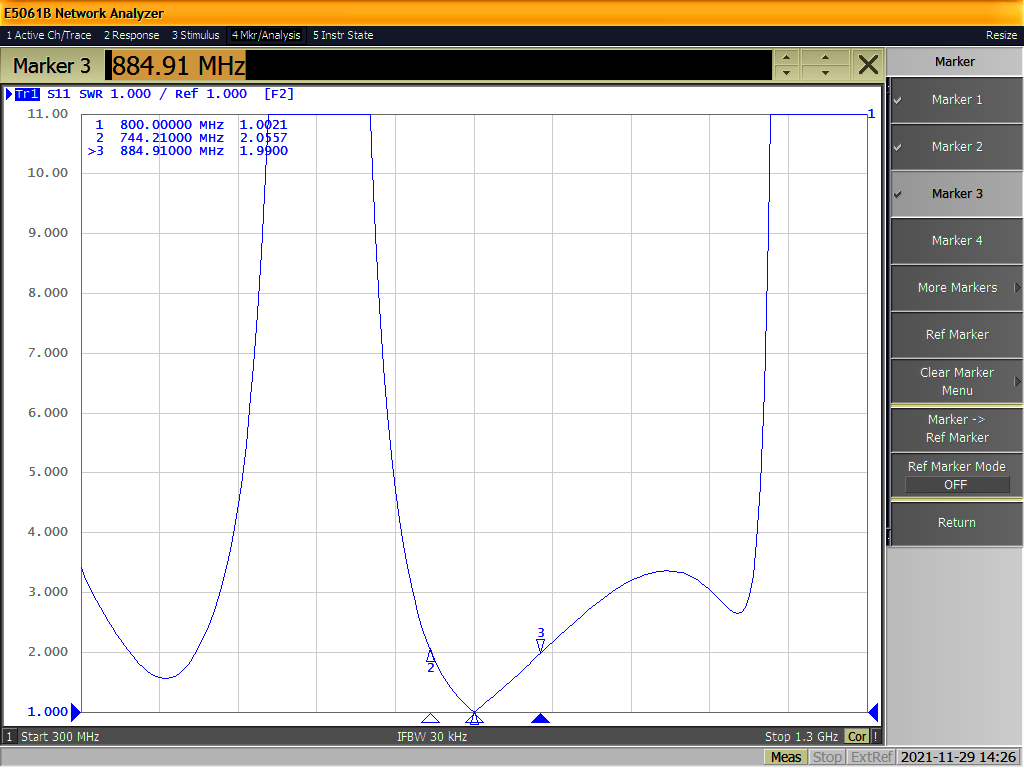 E5061B Network Analyzer
1 Active Ch/Trace 2 Response 3 Stimulus 4 Mkr/Analysis 5 Instr State Resize
Marker 3 884.91 MHz
Marker
Tr1 S11 SWR 1.000 / Ref 1.000 [F2]
11.00
1
1 800.00000 MHz 1.0021
2 744.21000 MHz 2.0557
>3 884.91000 MHz 1.9900
10.00
9.000
8.000
7.000
6.000
5.000
4.000
3.000
2.000
1.000
2
3
1 Start 300 MHz IFBW 30 kHz Stop 1.3 GHz Cor !
Marker 1
Marker 2
Marker 3
Marker 4
More Markers
Ref Marker
Clear Marker
Menu
Marker ->
Ref Marker
Ref Marker Mode
OFF
Return
Meas Stop ExtRef 2021-11-29 14:26